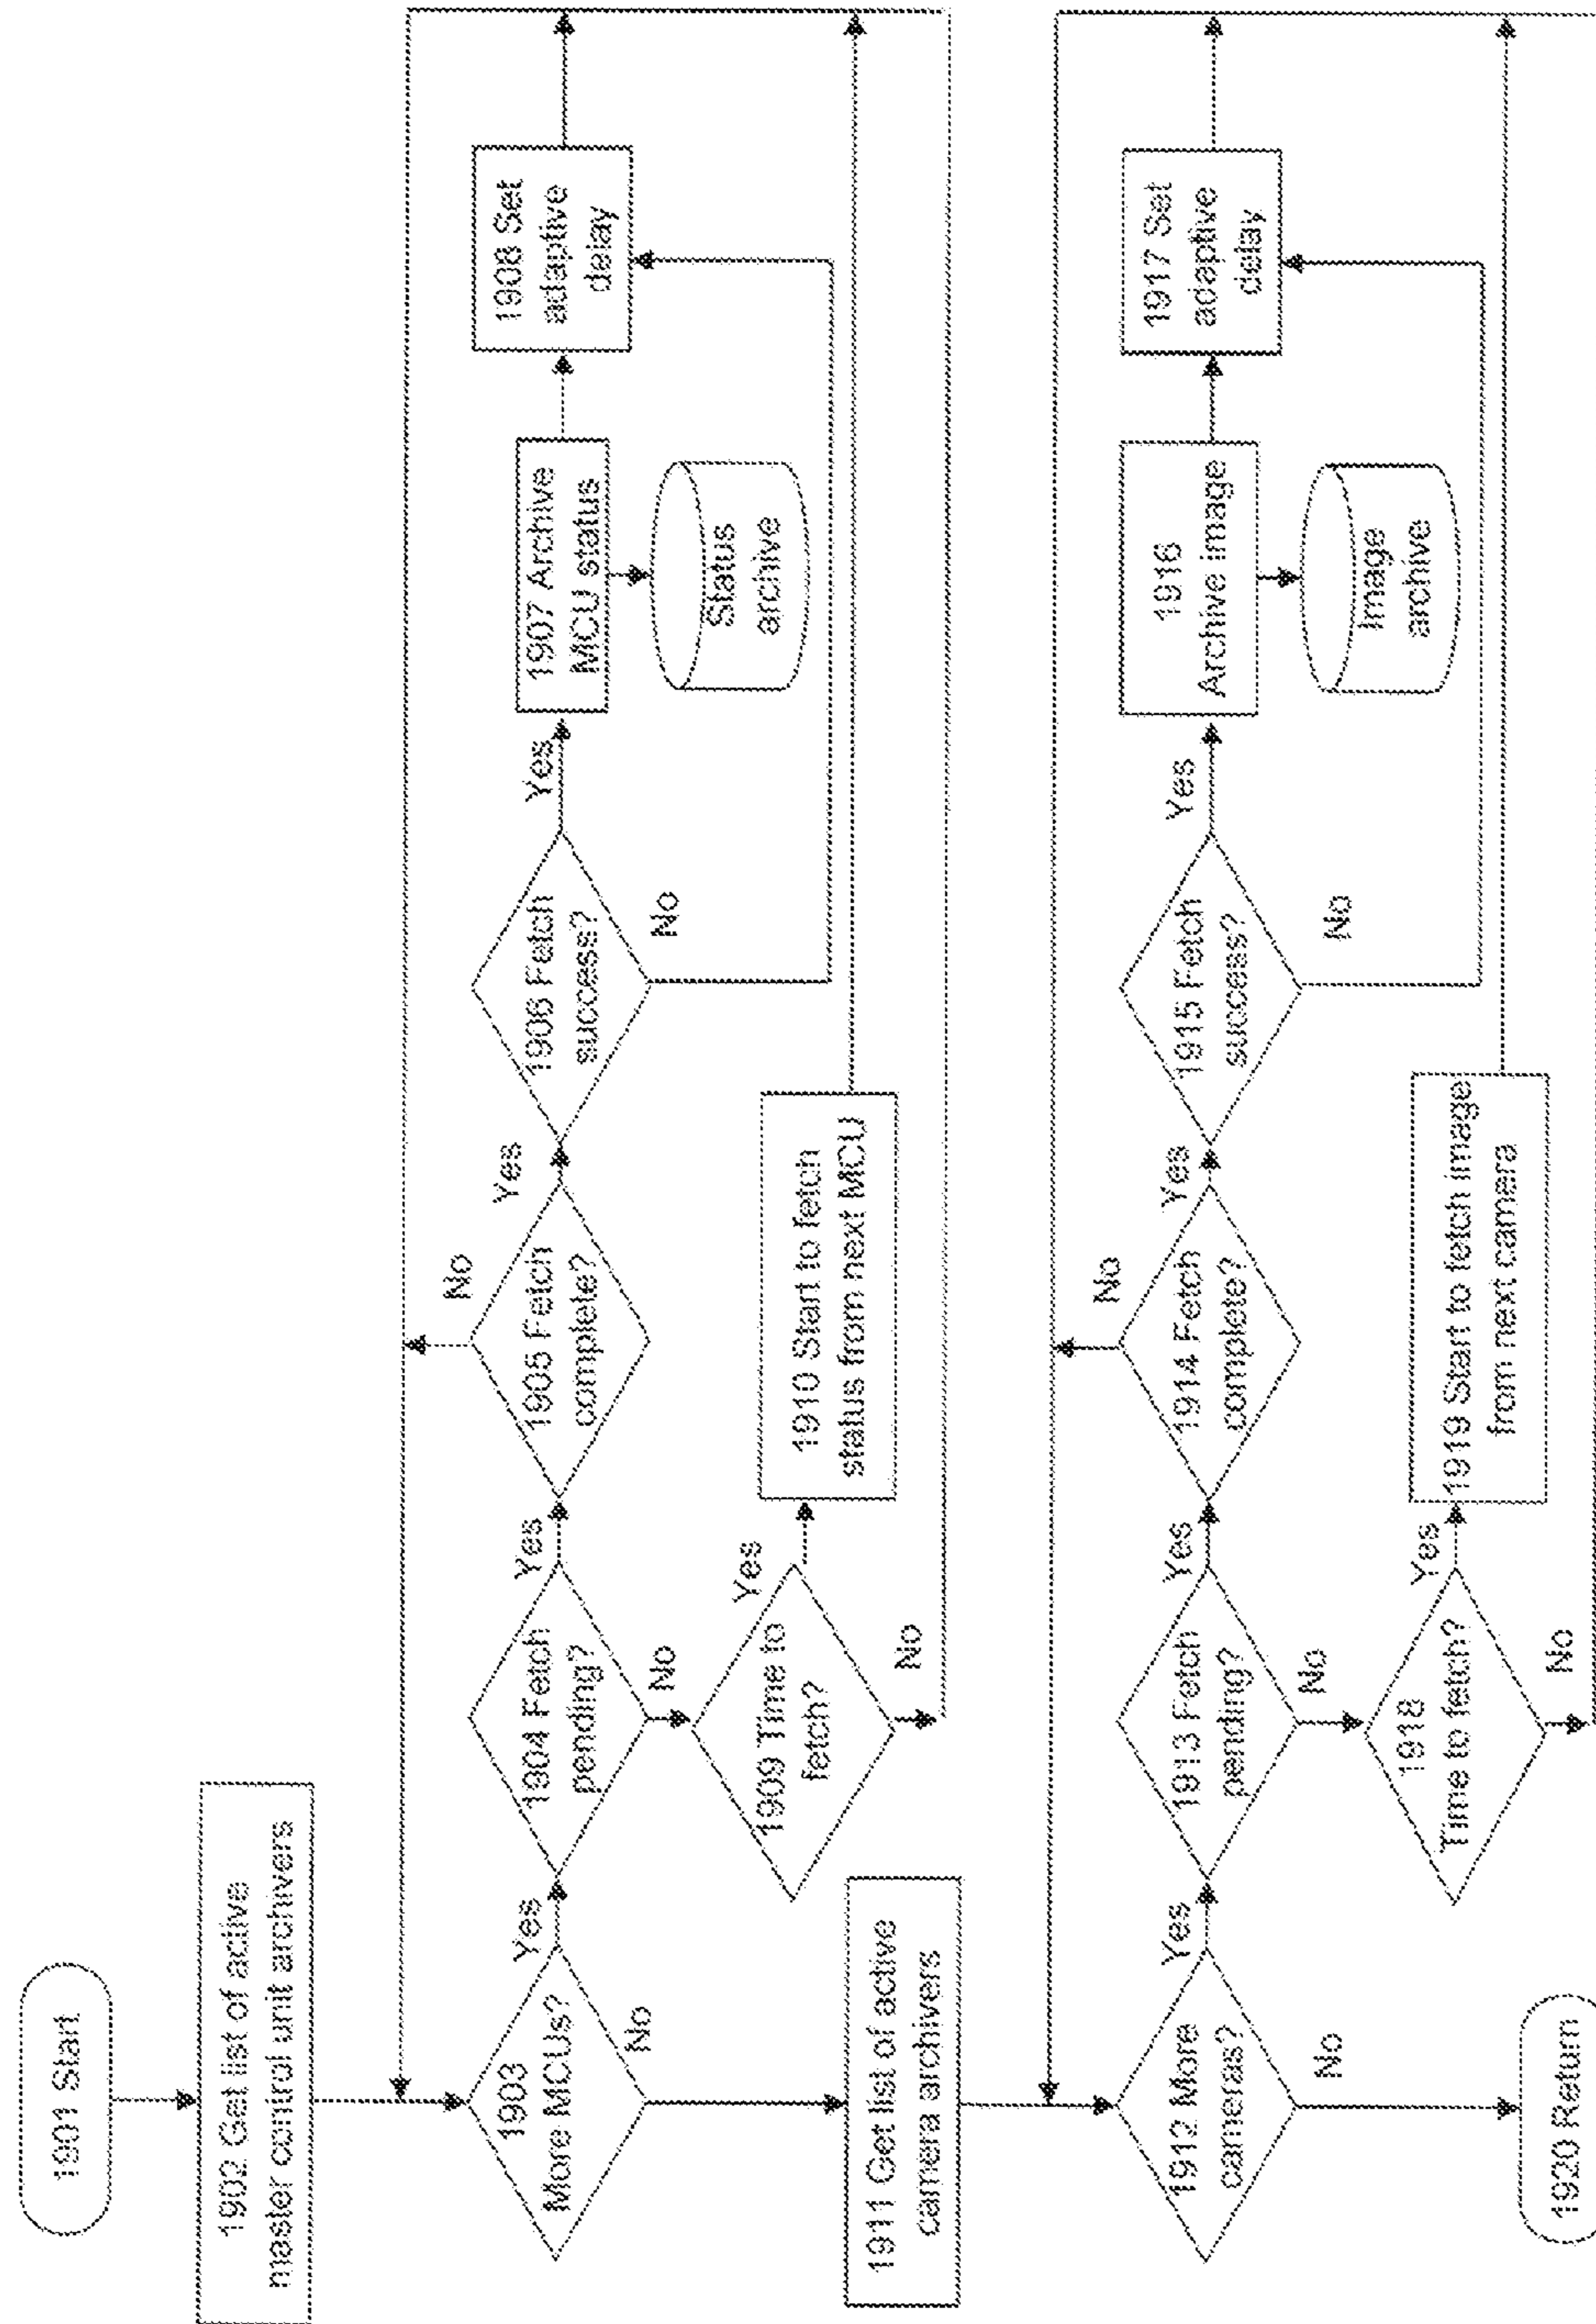 1901 Start
1902 Get list of active
master control unit archivers
1903
More MCUs?
Yes
No
1904 Fetch
pending?
Yes
No
1905 Fetch
complete?
No
Yes
1906 Fetch
success?
Yes
No
1907 Archive
MCU status
Status
archive
1908 Set
adaptive
delay
1909 Time to
fetch?
Yes
No
1910 Start to fetch
status from next MCU
1911 Get list of active
camera archivers
1912 More
cameras?
Yes
No
1913 Fetch
pending?
Yes
No
1914 Fetch
complete?
No
Yes
1915 Fetch
success?
Yes
No
1916
Archive image
Image
archive
1917 Set
adaptive
delay
1918
Time to fetch?
Yes
No
1919 Start to fetch image
from next camera
1920 Return